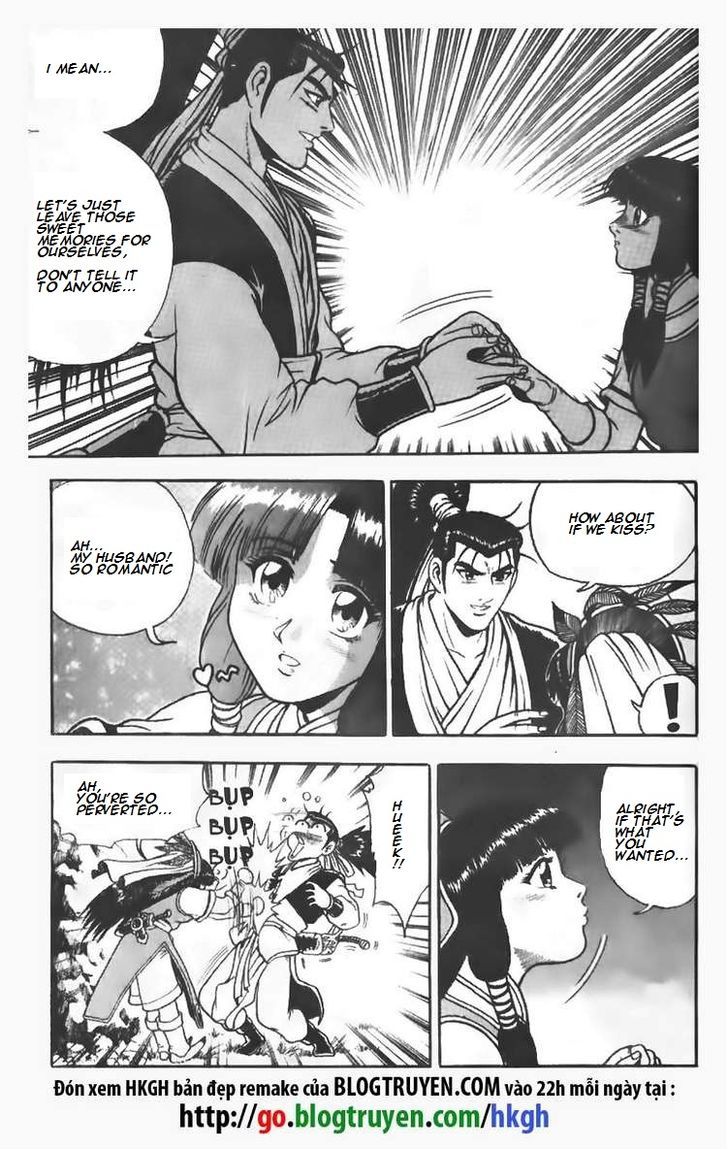 I MEAN...
LET'S JUST
LEAVE THOSE
SWEET
MEMORIES FOR
OURSELVES,
DON'T TELL IT
TO ANYONE...
HOW ABOUT
IF WE KISS?
!
AH...
MY HUSBAND!
SO ROMANTIC
ALRIGHT,
IF THAT'S
WHAT
YOU
WANTED...
AH,
YOU'RE SO
PERVERTED...
BỤP
BỤP
BỤP
HUEEK!!
Đón xem HKGH bản đẹp remake của BLOGTRUYEN.COM vào 22h mỗi ngày tại :
http://go.blogtruyen.com/hkgh